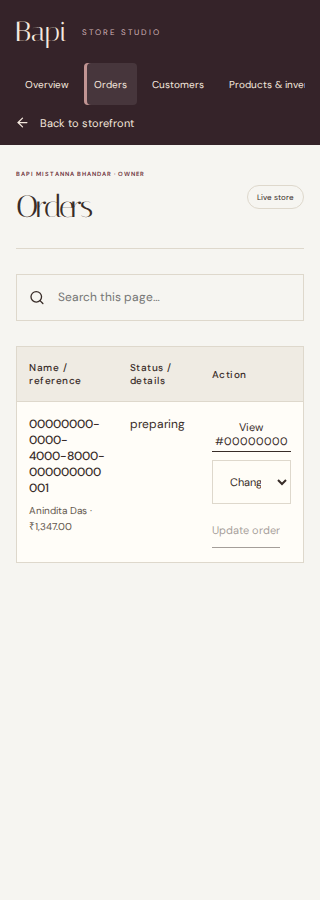 Bapi STORE STUDIO
Overview Orders Customers Products & inve
Back to storefront
BAPI MISTANNA BHANDAR · OWNER
Orders
Live store
Search this page…
Name / reference
Status / details
Action
00000000-
0000-
4000-8000-
000000000
001
Anindita Das ·
₹1,347.00
preparing
View
#00000000
Chang
Update order